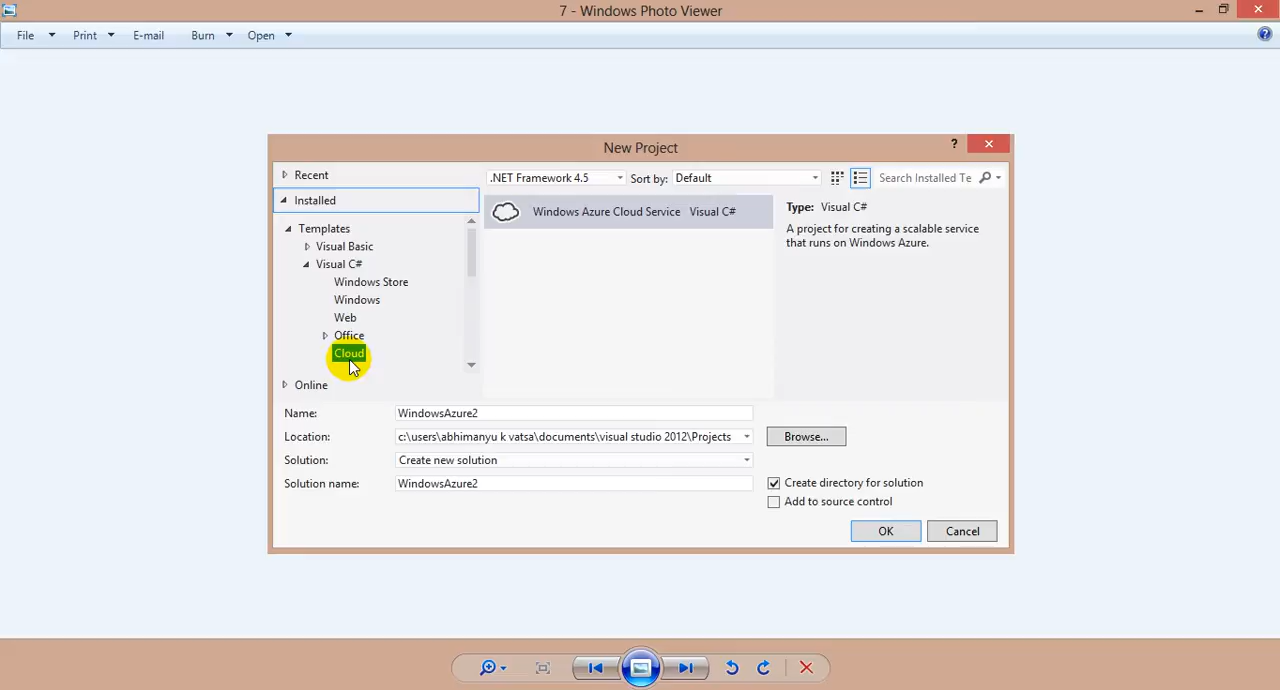 7 - Windows Photo Viewer
File Print E-mail Burn Open
New Project
Recent
Installed
Templates
Visual Basic
Visual C#
Windows Store
Windows
Web
Office
Cloud
Online
.NET Framework 4.5 Sort by: Default
Search Installed Te
Windows Azure Cloud Service Visual C#
Type: Visual C#
A project for creating a scalable service
that runs on Windows Azure.
Name: WindowsAzure2
Location: c:\users\abhimanyu k vatsa\documents\visual studio 2012\Projects Browse...
Solution: Create new solution
Solution name: WindowsAzure2
Create directory for solution
Add to source control
OK Cancel